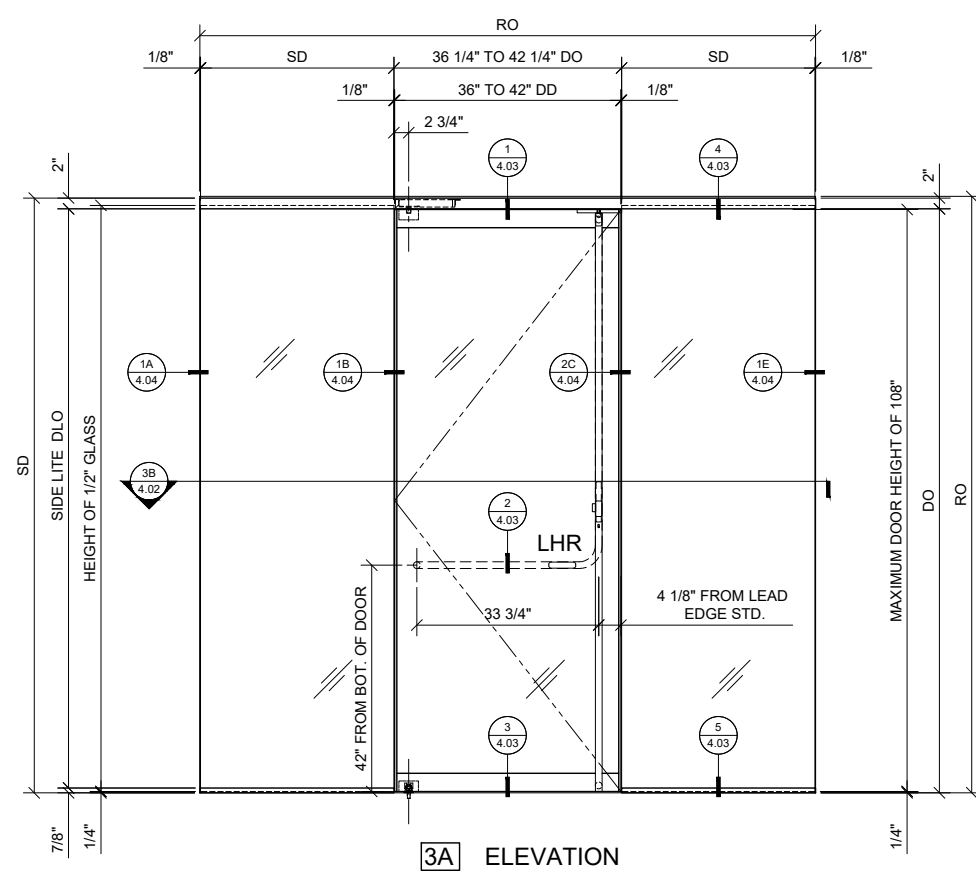 RO
1/8"
SD
36 1/4" TO 42 1/4" DO
SD
1/8"
1/8"
36" TO 42" DD
1/8"
2 3/4"
1
4.03
4
4.03
2"
2"
1A
4.04
1B
4.04
2C
4.04
1E
4.04
SD
SIDE LITE DLO
HEIGHT OF 1/2" GLASS
MAXIMUM DOOR HEIGHT OF 108"
DO
RO
3B
4.02
2
4.03
LHR
42" FROM BOT. OF DOOR
33 3/4"
4 1/8" FROM LEAD
EDGE STD.
3
4.03
5
4.03
7/8"
1/4"
1/4"
3A ELEVATION